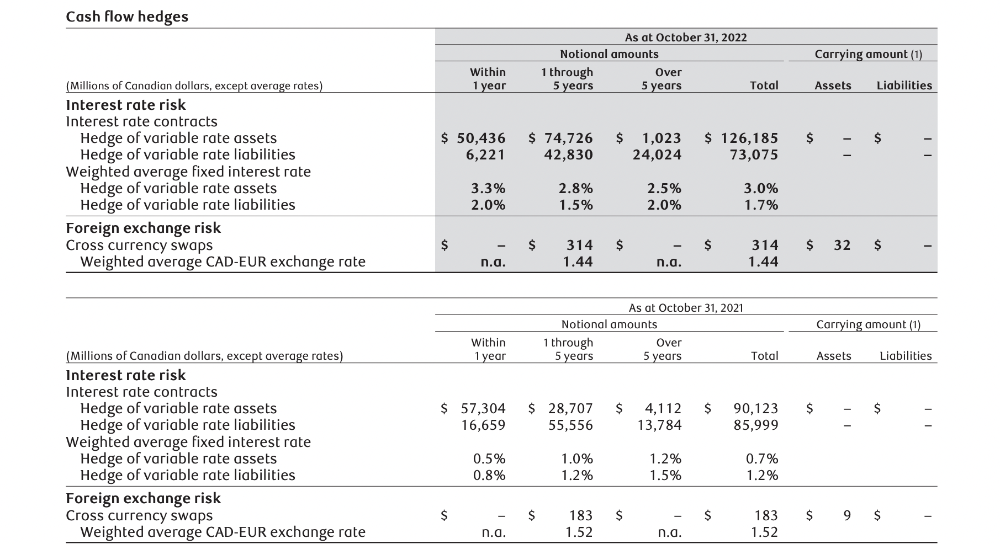 Cash flow hedges
As at October 31, 2022
Notional amounts Carrying amount (1)
Within 1 through Over
(Millions of Canadian dollars, except average rates) 1 year 5 years 5 years Total Assets Liabilities
Interest rate risk
Interest rate contracts
Hedge of variable rate assets $ 50,436 $ 74,726 $ 1,023 $ 126,185 $ – $ –
Hedge of variable rate liabilities 6,221 42,830 24,024 73,075 – –
Weighted average fixed interest rate
Hedge of variable rate assets 3.3% 2.8% 2.5% 3.0%
Hedge of variable rate liabilities 2.0% 1.5% 2.0% 1.7%
Foreign exchange risk
Cross currency swaps $ – $ 314 $ – $ 314 $ 32 $ –
Weighted average CAD-EUR exchange rate n.a. 1.44 n.a. 1.44
As at October 31, 2021
Notional amounts Carrying amount (1)
Within 1 through Over
(Millions of Canadian dollars, except average rates) 1 year 5 years 5 years Total Assets Liabilities
Interest rate risk
Interest rate contracts
Hedge of variable rate assets $ 57,304 $ 28,707 $ 4,112 $ 90,123 $ – $ –
Hedge of variable rate liabilities 16,659 55,556 13,784 85,999 – –
Weighted average fixed interest rate
Hedge of variable rate assets 0.5% 1.0% 1.2% 0.7%
Hedge of variable rate liabilities 0.8% 1.2% 1.5% 1.2%
Foreign exchange risk
Cross currency swaps $ – $ 183 $ – $ 183 $ 9 $ –
Weighted average CAD-EUR exchange rate n.a. 1.52 n.a. 1.52